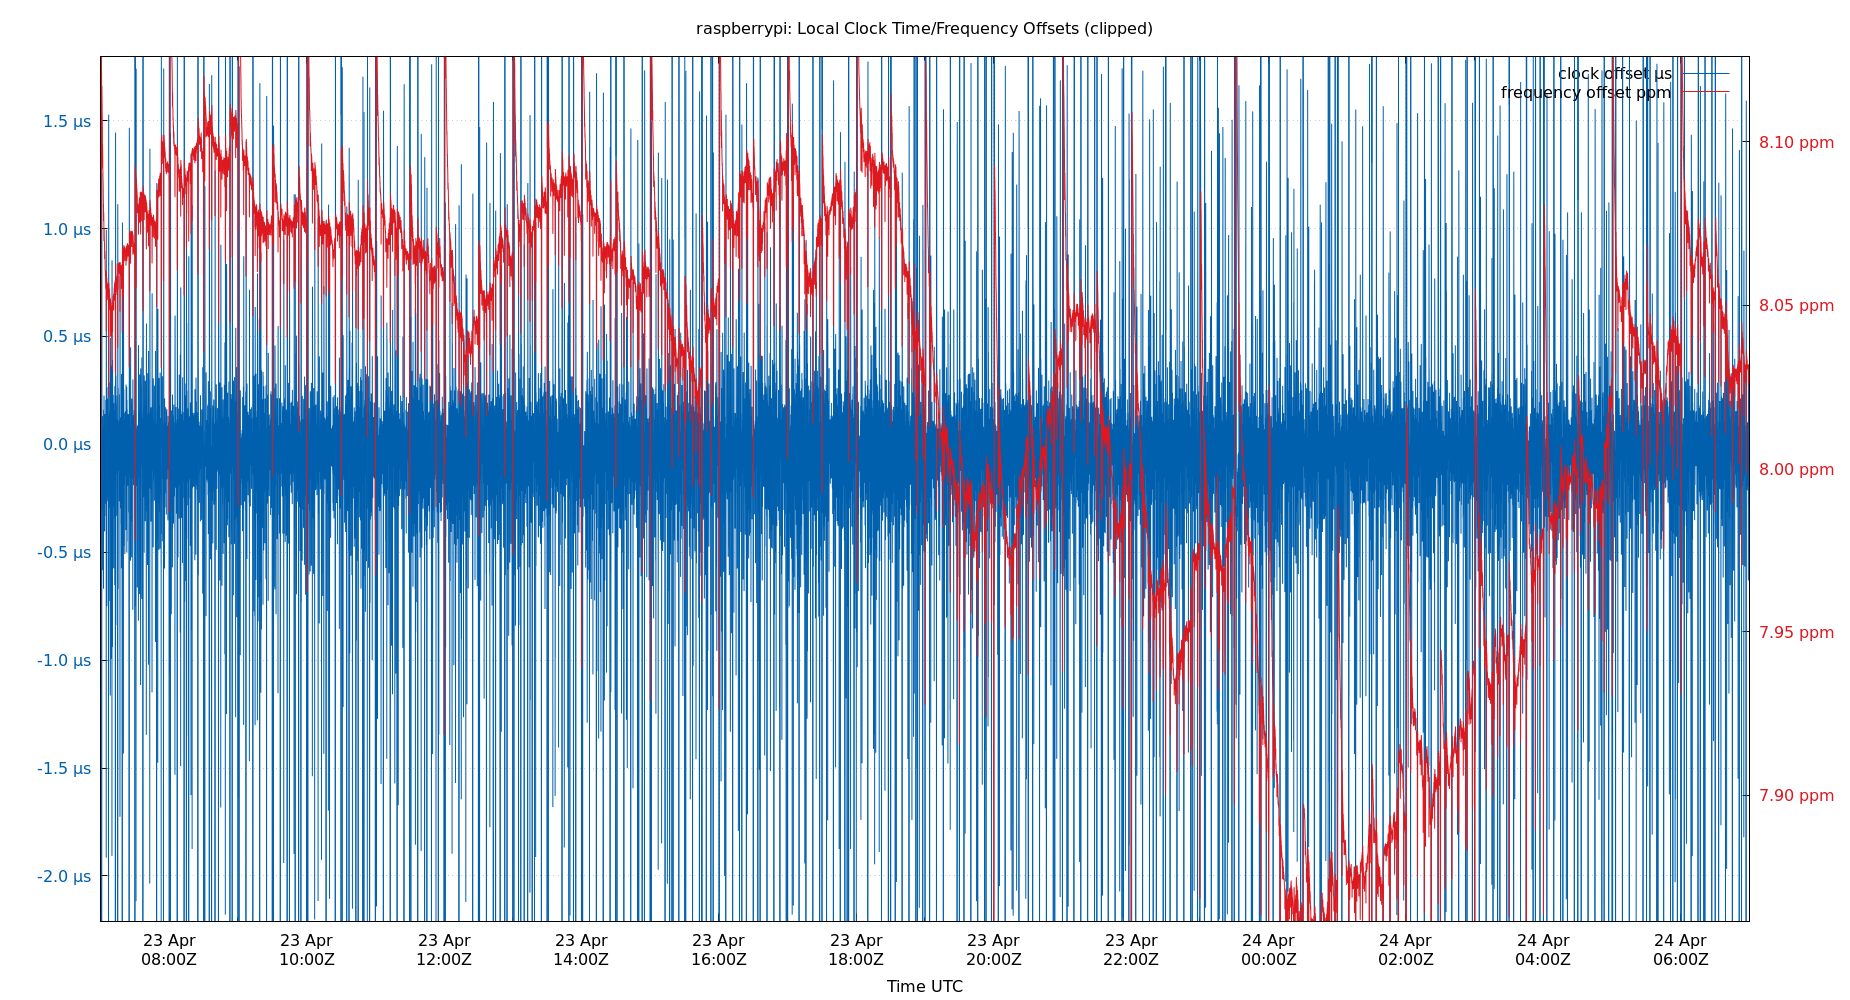 raspberrypi: Local Clock Time/Frequency Offsets (clipped)
clock offset µs
frequency offset ppm
1.5 µs
1.0 µs
0.5 µs
0.0 µs
-0.5 µs
-1.0 µs
-1.5 µs
-2.0 µs
8.10 ppm
8.05 ppm
8.00 ppm
7.95 ppm
7.90 ppm
23 Apr
08:00Z
23 Apr
10:00Z
23 Apr
12:00Z
23 Apr
14:00Z
23 Apr
16:00Z
23 Apr
18:00Z
23 Apr
20:00Z
23 Apr
22:00Z
24 Apr
00:00Z
24 Apr
02:00Z
24 Apr
04:00Z
24 Apr
06:00Z
Time UTC